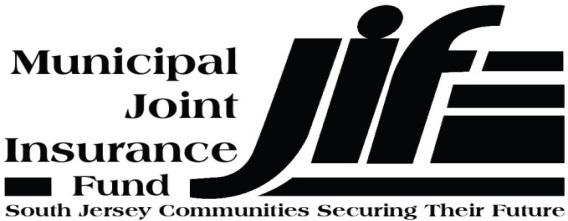 Municipal
Joint
Insurance
Fund
jif
South Jersey Communities Securing Their Future